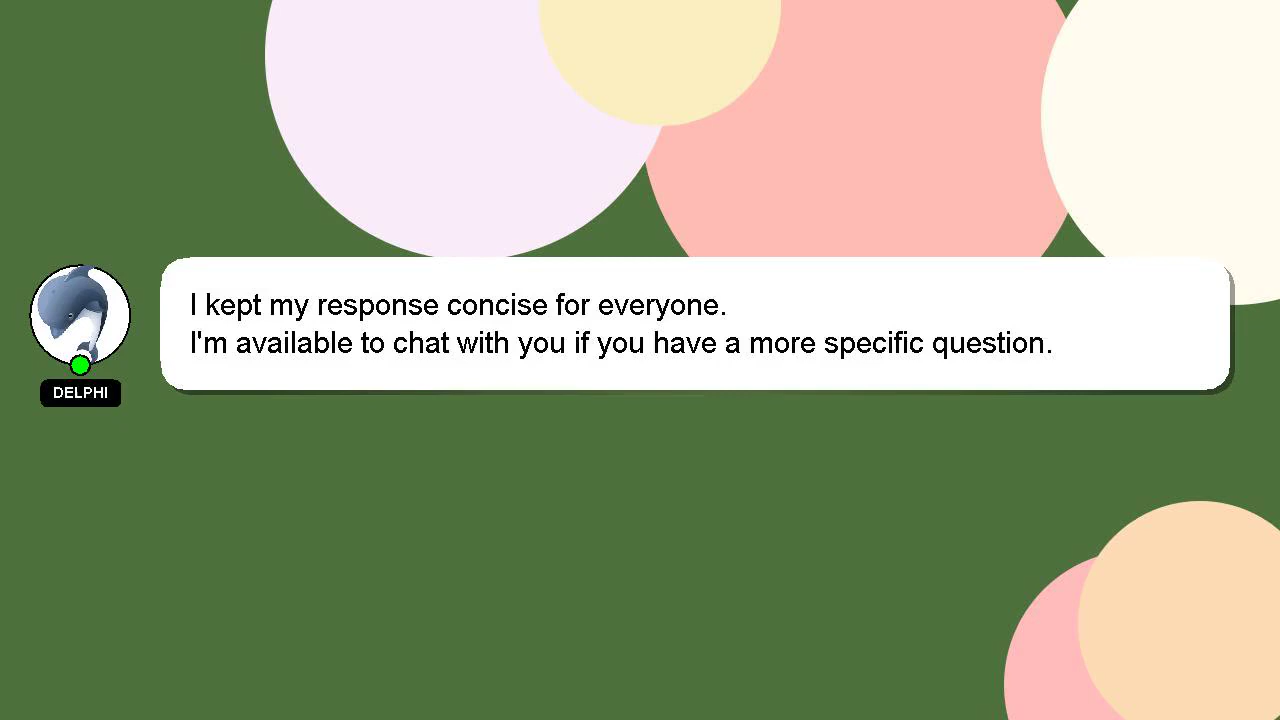 I kept my response concise for everyone.
I'm available to chat with you if you have a more specific question.
DELPHI